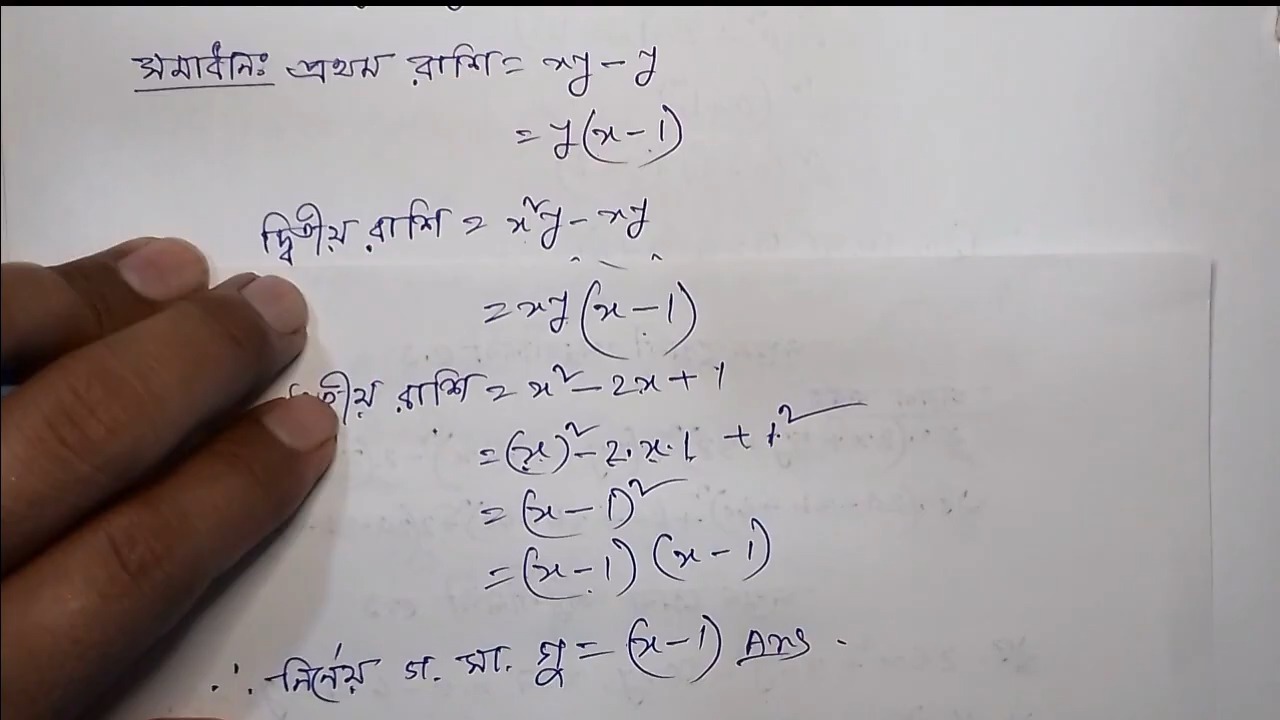 সমাধানঃ প্রথম রাশি = xy - y
= y(x-1)
দ্বিতীয় রাশি = x²y - xy
= xy(x-1)
তৃতীয় রাশি = x² - 2x + 1
= (x)² - 2.x.1 + 1²
= (x-1)²
= (x-1) (x-1)
∴ নির্ণেয় গ. সা. গু = (x-1) Ans.